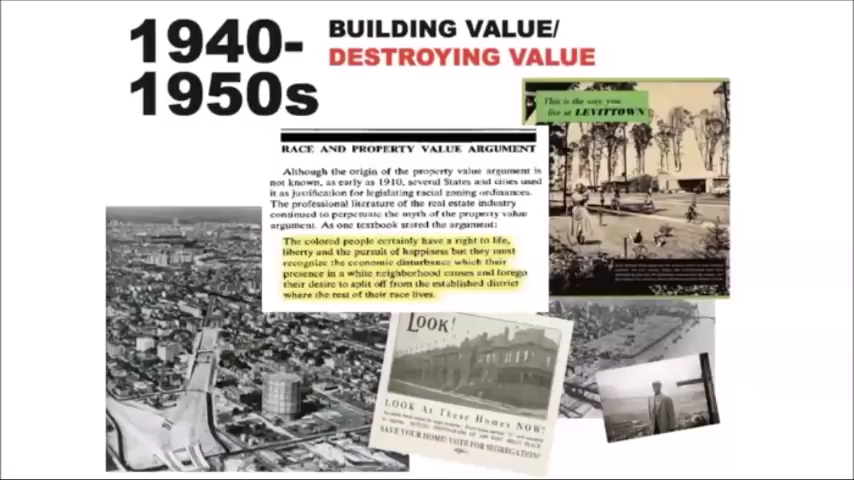 1940-
1950s
BUILDING VALUE/
DESTROYING VALUE
This is the way you
live at LEVITTOWN
RACE AND PROPERTY VALUE ARGUMENT
Although the origin of the property value argument is
not known, as early as 1910, several States and cities used
it as justification for legislating racial zoning ordinances.
The professional literature of the real estate industry
continued to perpetuate the myth of the property value
argument. As one textbook stated the argument:
The colored people certainly have a right to life,
liberty and the pursuit of happiness but they must
recognize the economic disturbance which their
presence in a white neighborhood causes and forego
their desire to split off from the established district
where the rest of their race lives.
LOOK!
LOOK At These Homes NOW!
SAVE YOUR HOME! VOTE FOR SEGREGATION!